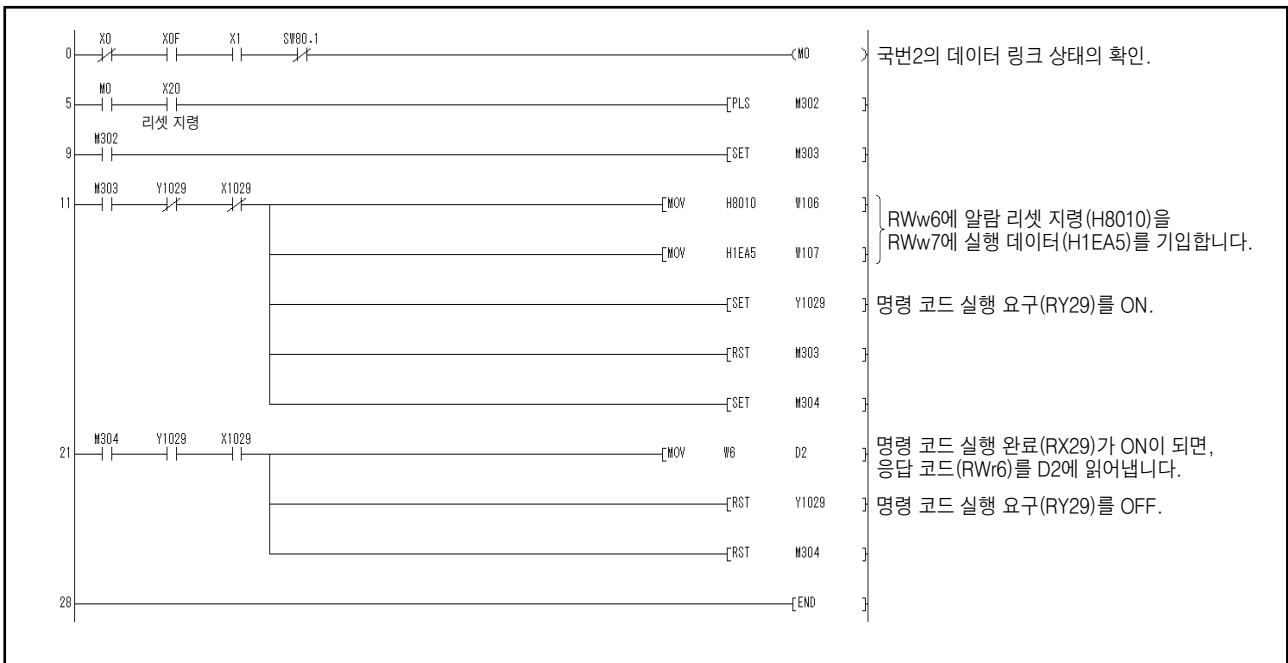 X0 X0F X1 SW80.1
0 (M0 ) 국번2의 데이터 링크 상태의 확인.
M0 X20
5 [PLS M302 ]
리셋 지령
M302
9 [SET M303 ]
M303 Y1029 X1029
11 [MOV H8010 W106 ]
RWw6에 알람 리셋 지령(H8010)을
RWw7에 실행 데이터(H1EA5)를 기입합니다.
[MOV H1EA5 W107 ]
[SET Y1029 ] 명령 코드 실행 요구(RY29)를 ON.
[RST M303 ]
[SET M304 ]
M304 Y1029 X1029
21 [MOV W6 D2 ] 명령 코드 실행 완료(RX29)가 ON이 되면,
응답 코드(RWr6)를 D2에 읽어냅니다.
[RST Y1029 ] 명령 코드 실행 요구(RY29)를 OFF.
[RST M304 ]
28 [END ]